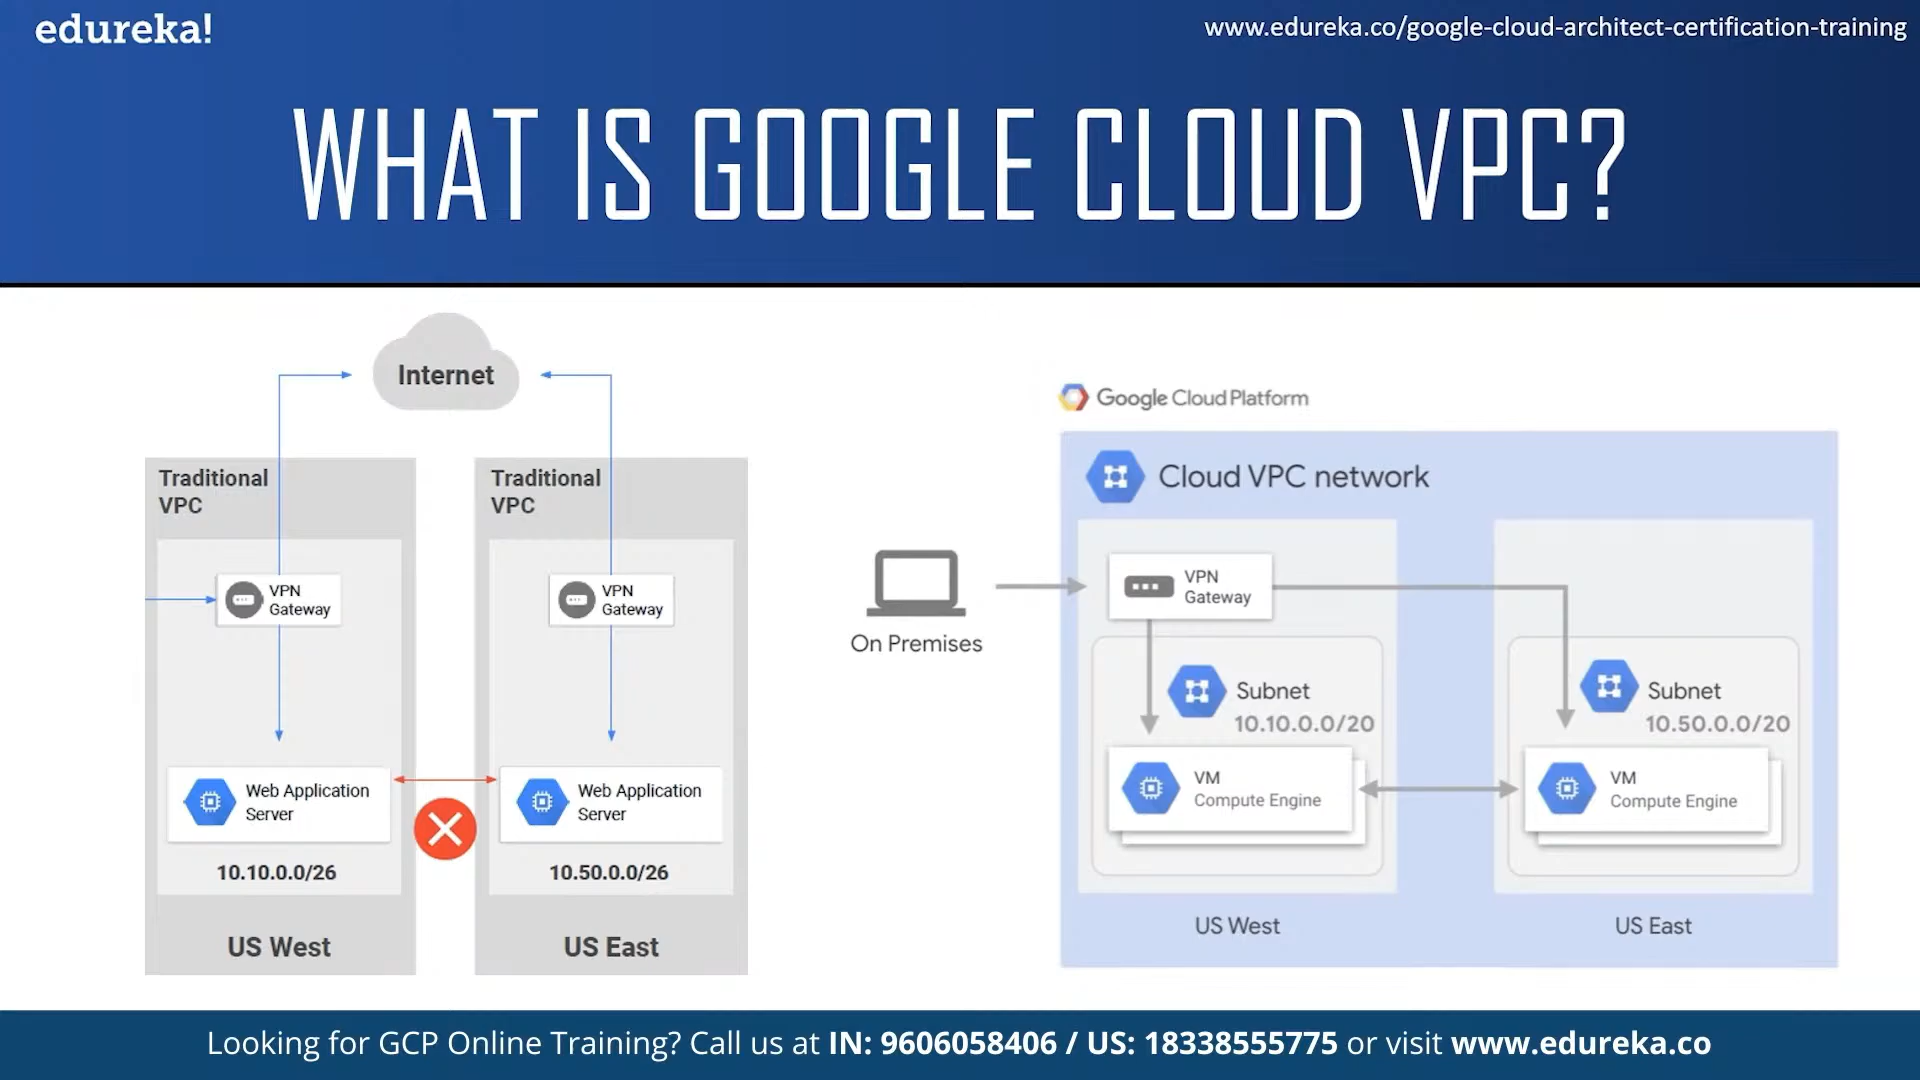 edureka!
www.edureka.co/google-cloud-architect-certification-training
WHAT IS GOOGLE CLOUD VPC?
Internet
Traditional
VPC
VPN
Gateway
Web Application
Server
10.10.0.0/26
US West
Traditional
VPC
VPN
Gateway
Web Application
Server
10.50.0.0/26
US East
On Premises
Google Cloud Platform
Cloud VPC network
VPN
Gateway
Subnet
10.10.0.0/20
VM
Compute Engine
US West
Subnet
10.50.0.0/20
VM
Compute Engine
US East
Looking for GCP Online Training? Call us at IN: 9606058406 / US: 18338555775 or visit www.edureka.co